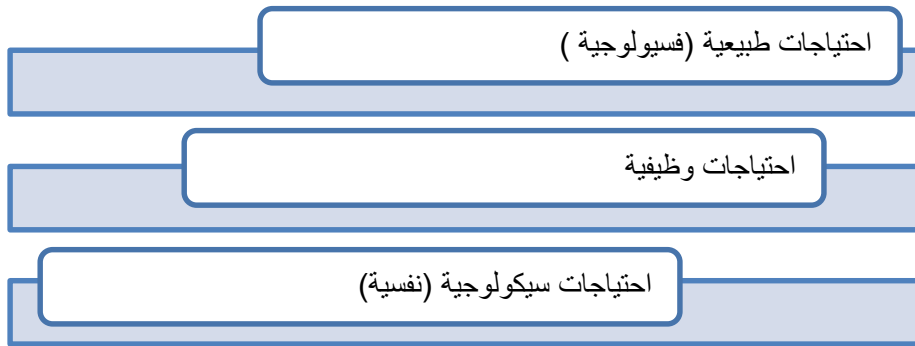 احتياجات طبيعية (فسيولوجية )
احتياجات وظيفية
احتياجات سيكولوجية (نفسية)